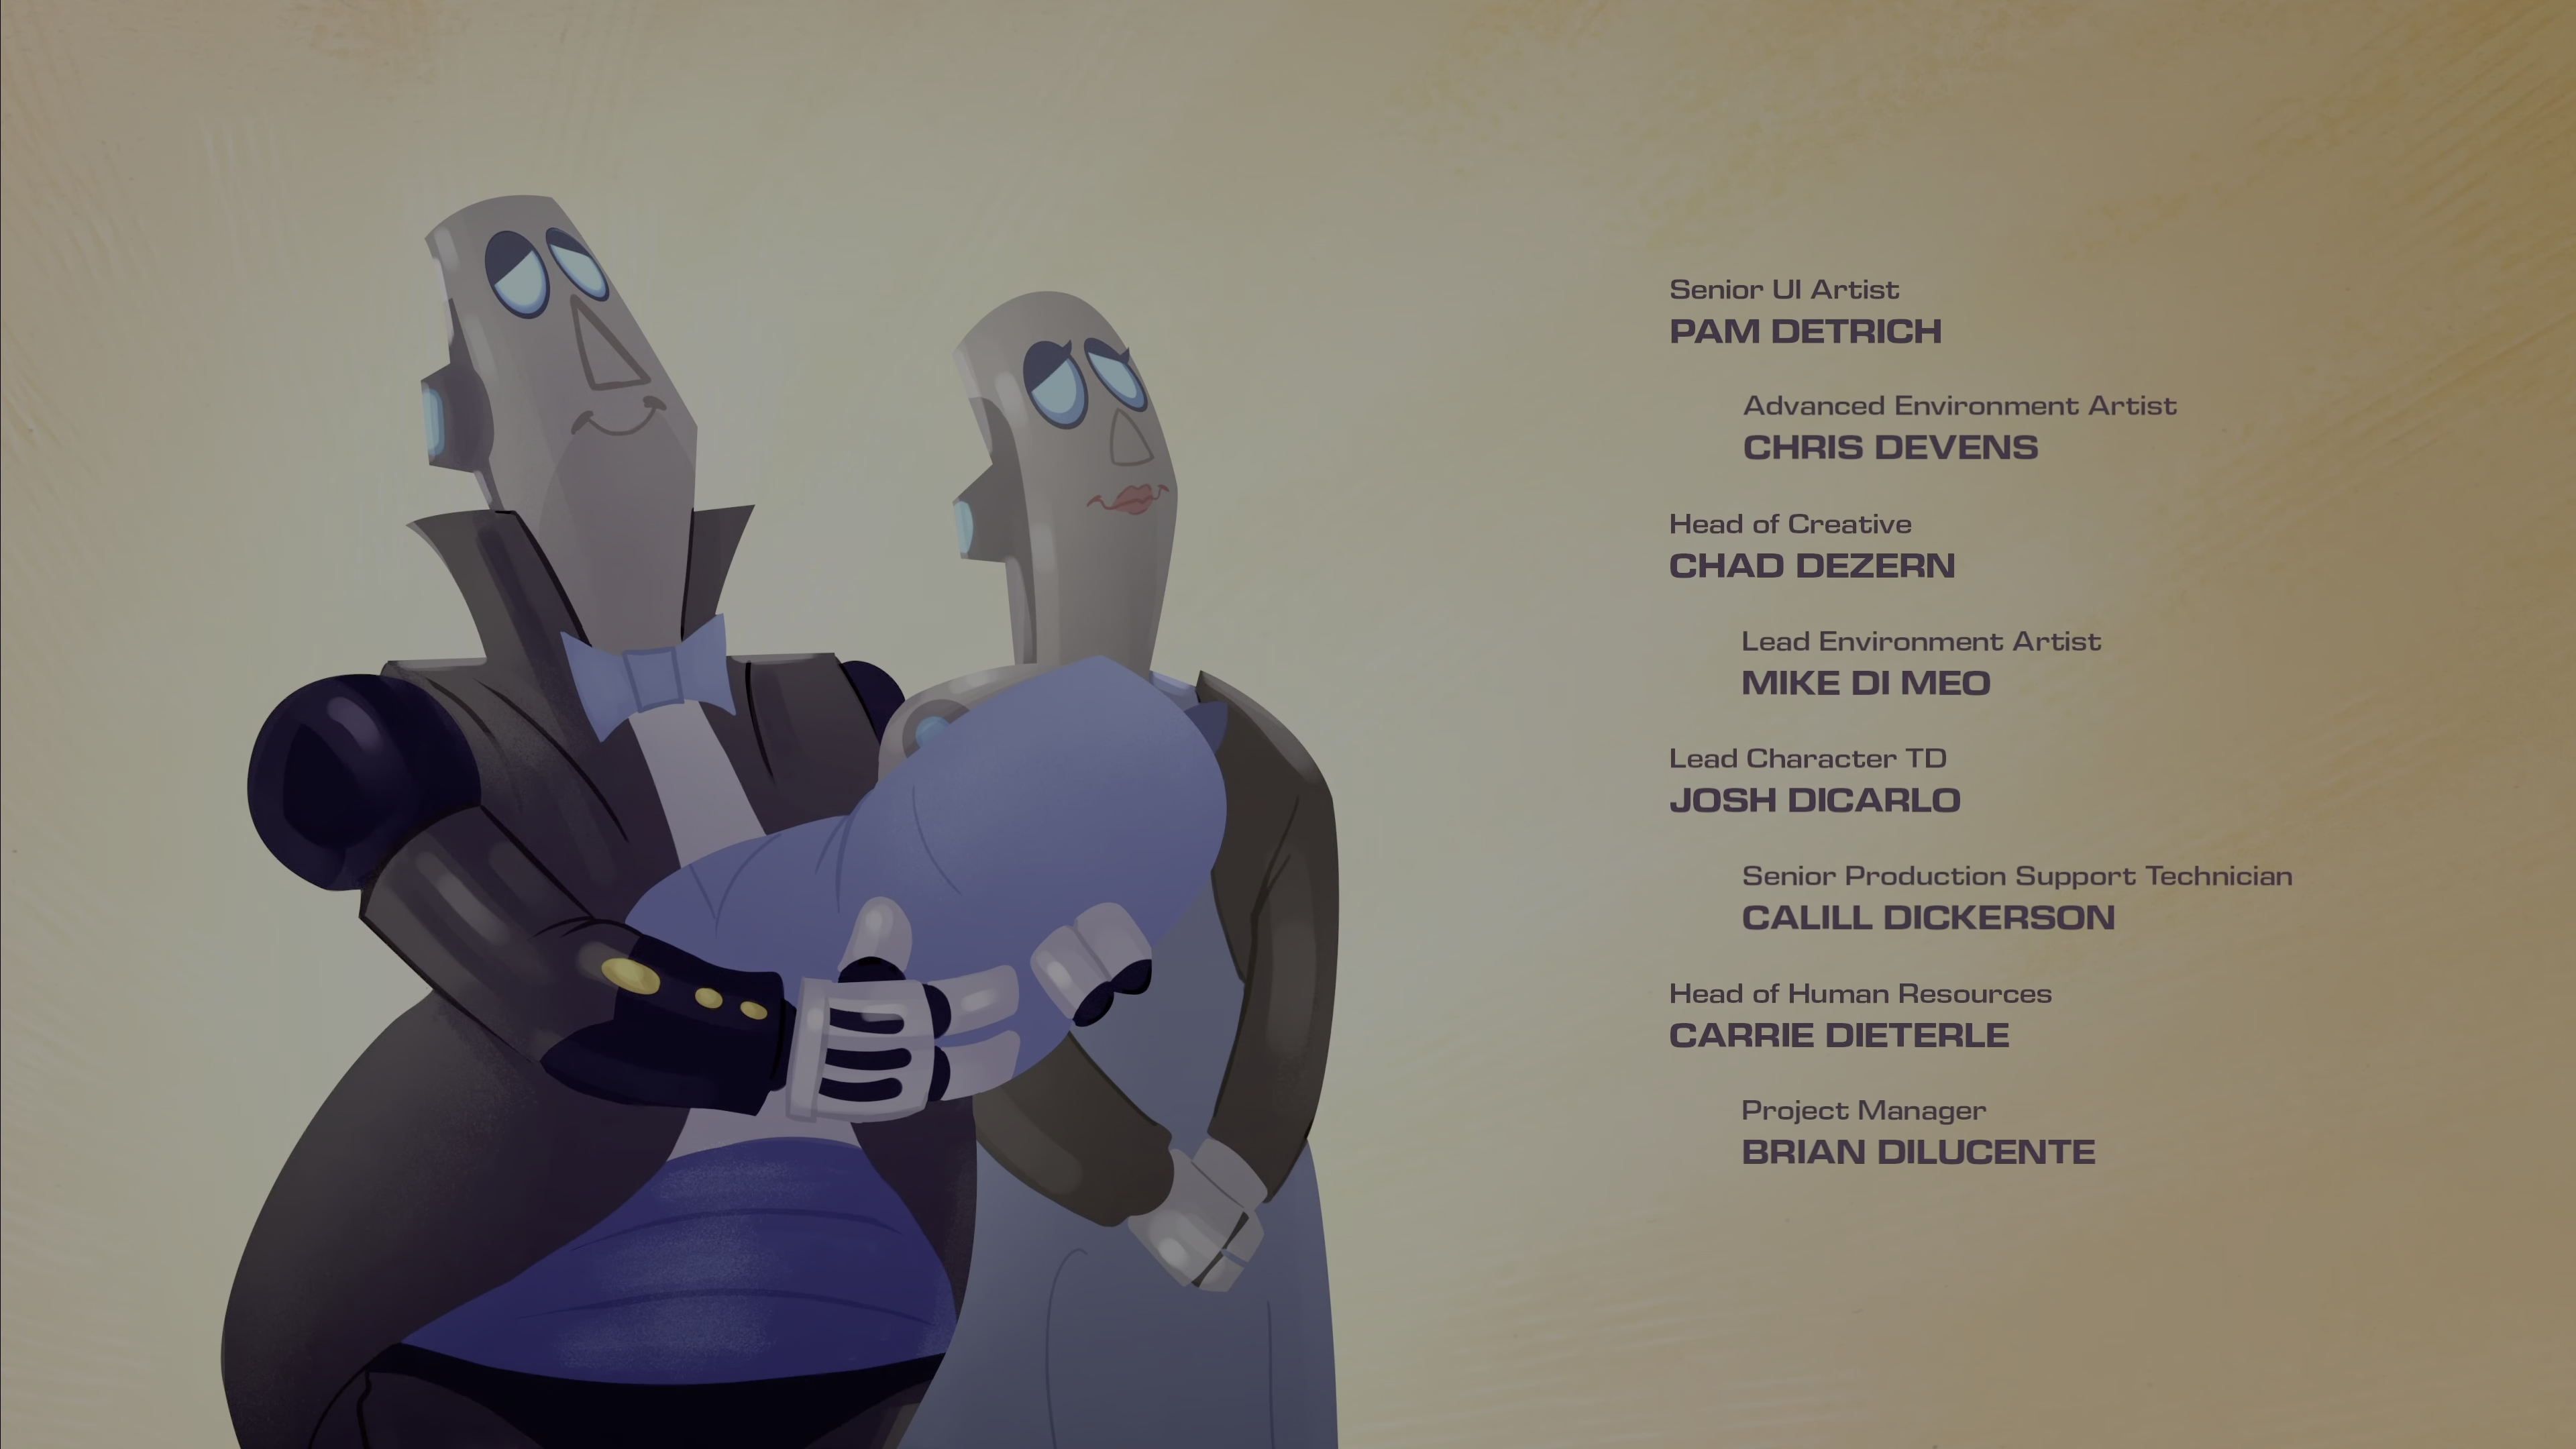 Senior UI Artist
PAM DETRICH
Advanced Environment Artist
CHRIS DEVENS
Head of Creative
CHAD DEZERN
Lead Environment Artist
MIKE DI MEO
Lead Character TD
JOSH DICARLO
Senior Production Support Technician
CALILL DICKERSON
Head of Human Resources
CARRIE DIETERLE
Project Manager
BRIAN DILUCENTE